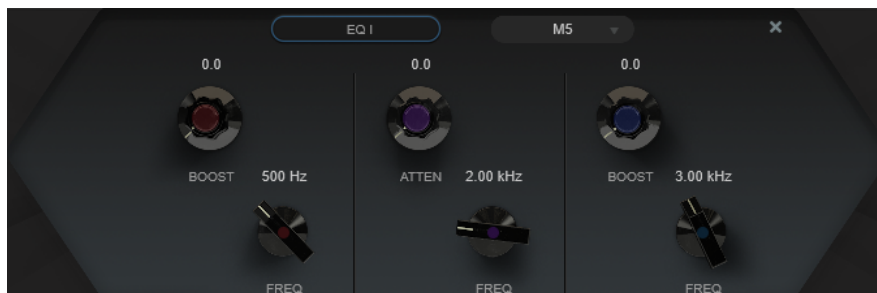 EQ I M5
0.0 0.0 0.0
BOOST 500 Hz ATTEN 2.00 kHz BOOST 3.00 kHz
FREQ FREQ FREQ